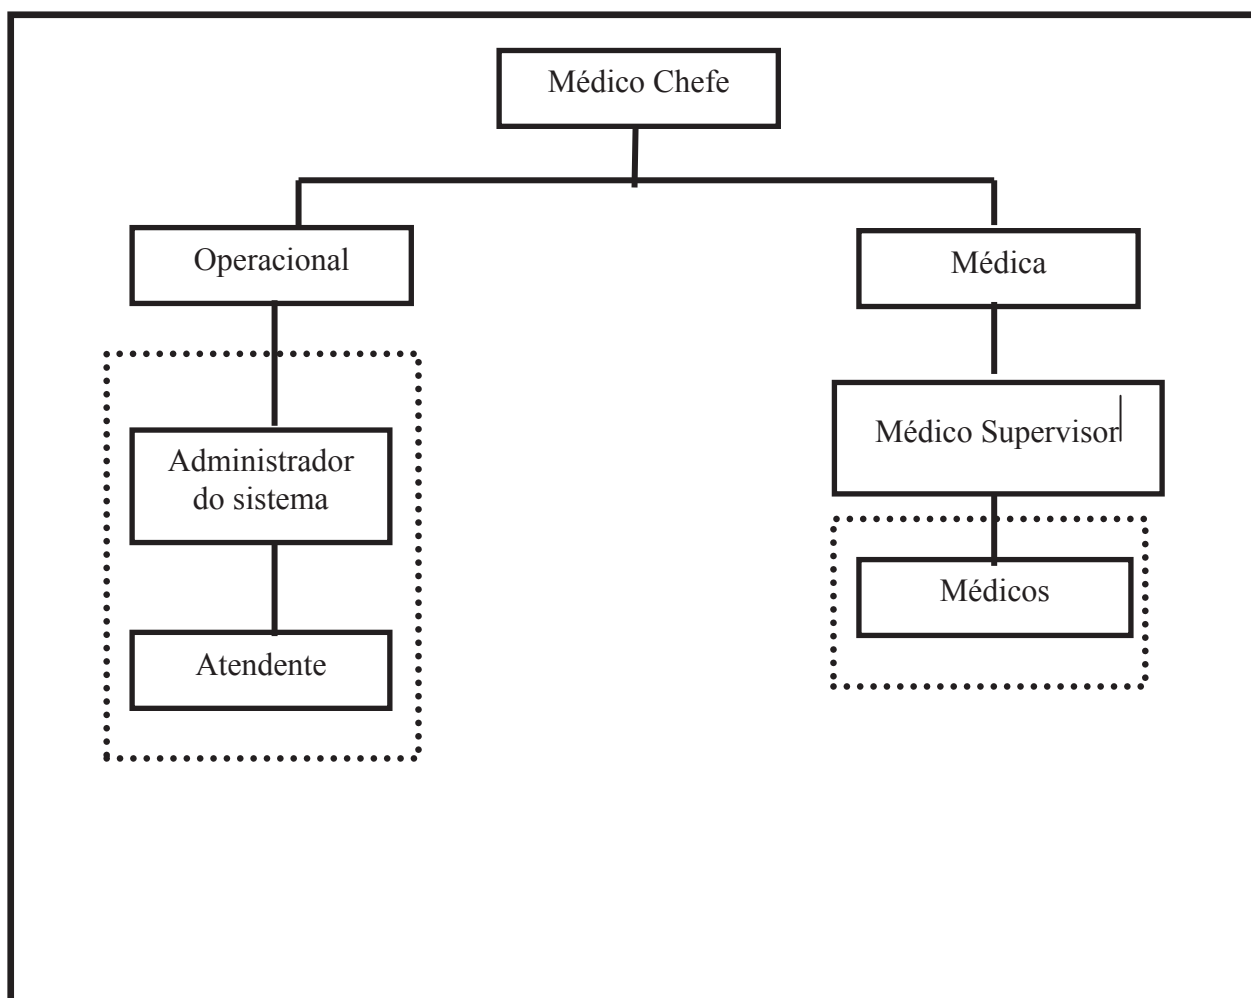 Médico Chefe
Operacional
Médica
Administrador
do sistema
Médico Supervisor
Atendente
Médicos